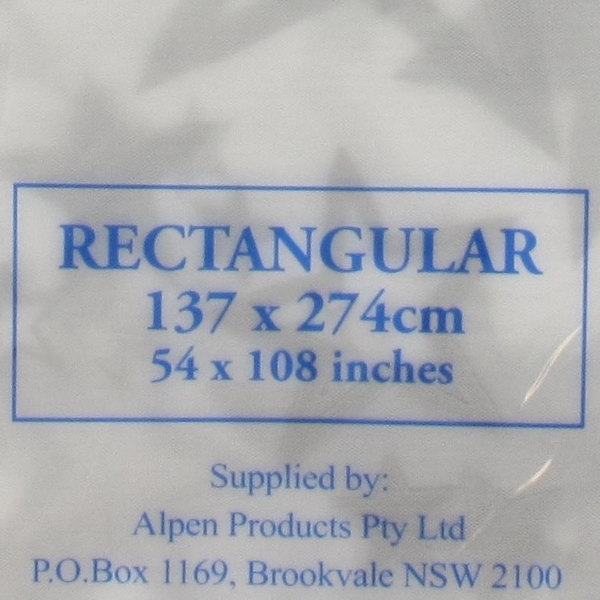 RECTANGULAR
137 x 274cm
54 x 108 inches
Supplied by:
Alpen Products Pty Ltd
P.O.Box 1169, Brookvale NSW 2100